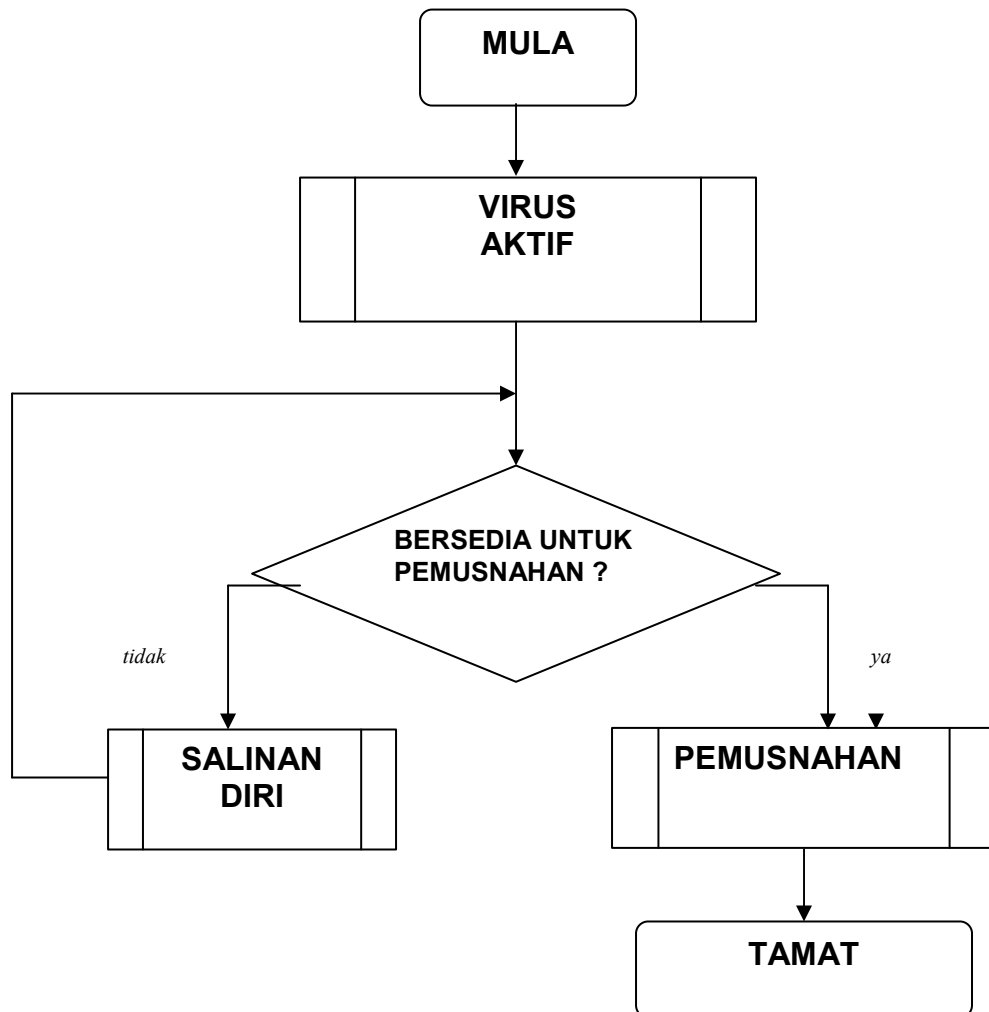 MULA
VIRUS
AKTIF
BERSEDIA UNTUK
PEMUSNAHAN ?
tidak
ya
SALINAN
DIRI
PEMUSNAHAN
TAMAT